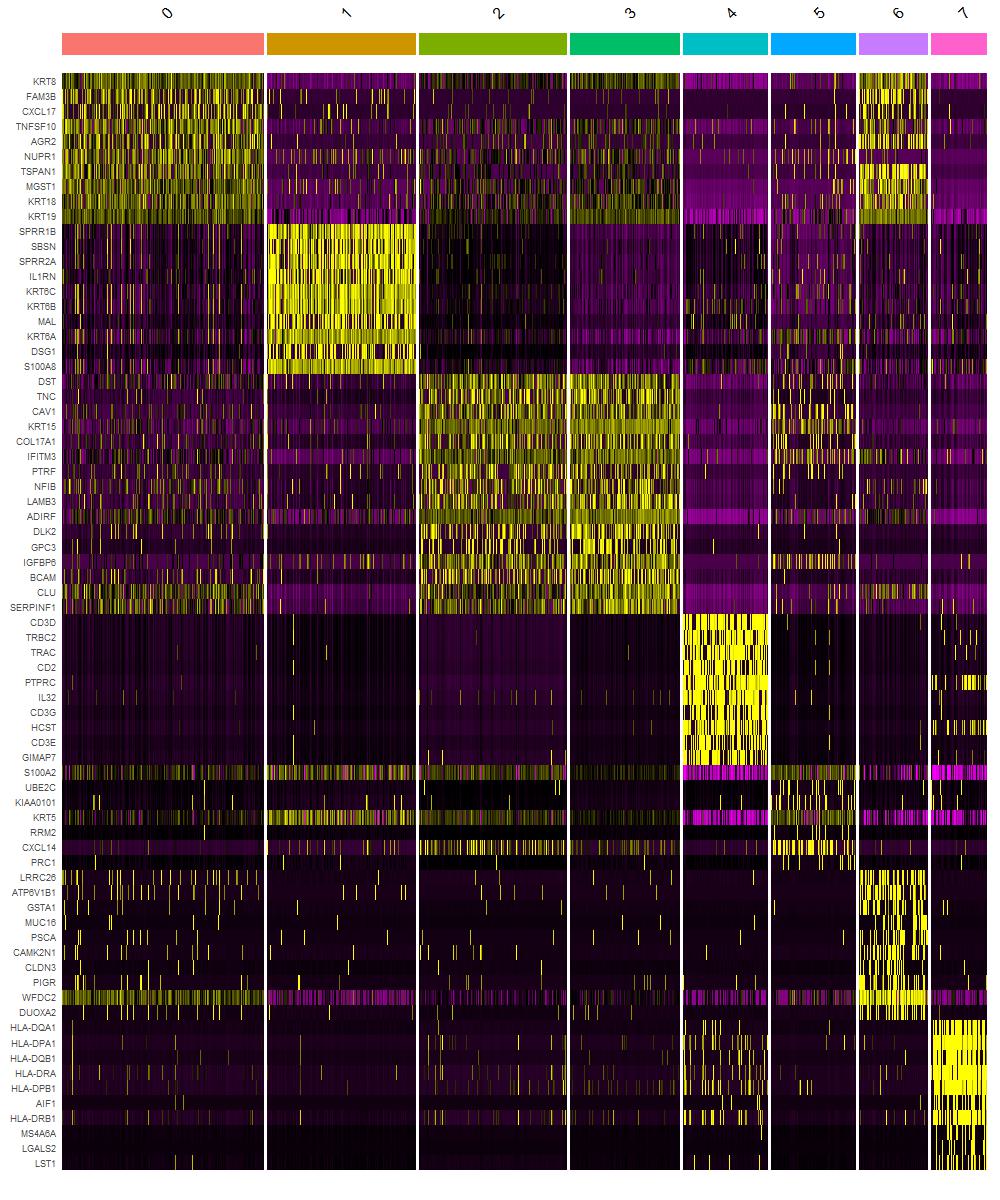 0 1 2 3 4 5 6 7
KRT8
FAM3B
CXCL17
TNFSF10
AGR2
NUPR1
TSPAN1
MGST1
KRT18
KRT19
SPRR1B
SBSN
SPRR2A
IL1RN
KRT6C
KRT6B
MAL
KRT6A
DSG1
S100A8
DST
TNC
CAV1
KRT15
COL17A1
IFITM3
PTRF
NFIB
LAMB3
ADIRF
DLK2
GPC3
IGFBP6
BCAM
CLU
SERPINF1
CD3D
TRBC2
TRAC
CD2
PTPRC
IL32
CD3G
HCST
CD3E
GIMAP7
S100A2
UBE2C
KIAA0101
KRT5
RRM2
CXCL14
PRC1
LRRC26
ATP6V1B1
GSTA1
MUC16
PSCA
CAMK2N1
CLDN3
PIGR
WFDC2
DUOXA2
HLA-DQA1
HLA-DPA1
HLA-DQB1
HLA-DRA
HLA-DPB1
AIF1
HLA-DRB1
MS4A6A
LGALS2
LST1